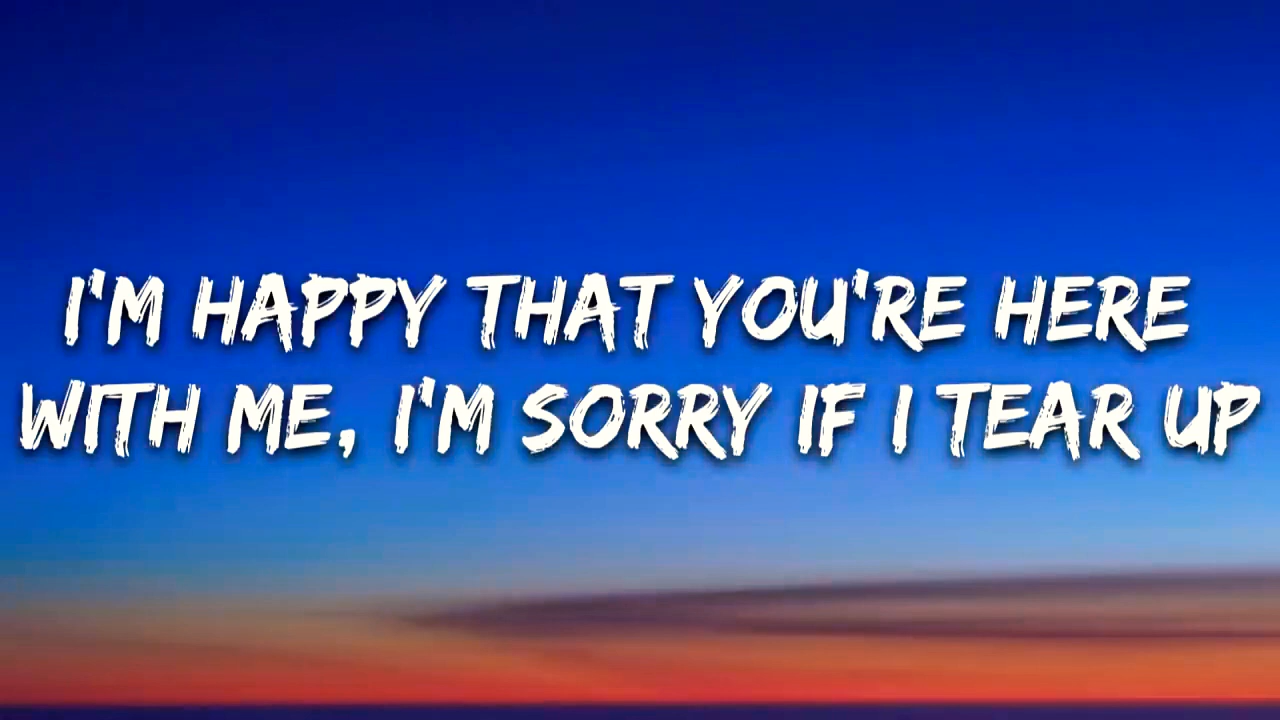 I'M HAPPY THAT YOU'RE HERE
WITH ME, I'M SORRY IF I TEAR UP